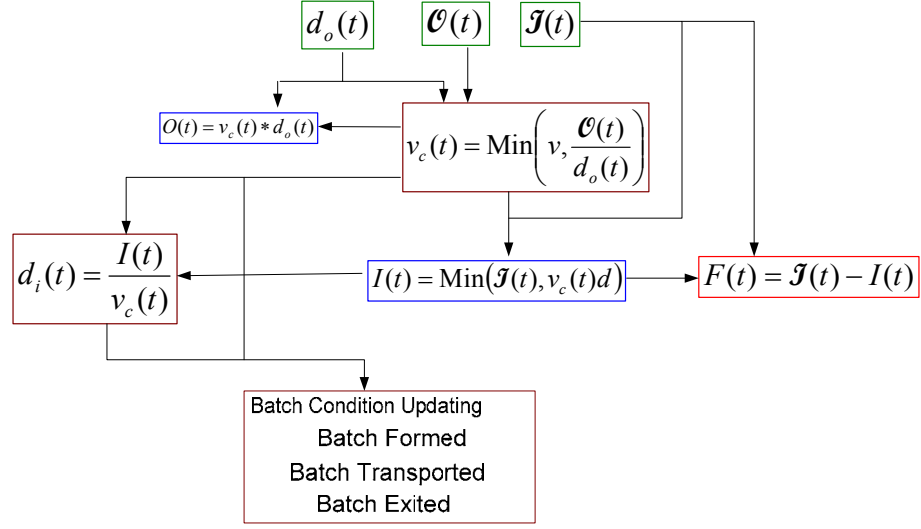 d_o(t) 𝒪(t) ℐ(t)
O(t) = v_c(t) * d_o(t)
v_c(t) = Min(v, 𝒪(t)/d_o(t))
d_i(t) = I(t)/v_c(t)
I(t) = Min(ℐ(t), v_c(t)d)
F(t) = ℐ(t) − I(t)
Batch Condition Updating
Batch Formed
Batch Transported
Batch Exited